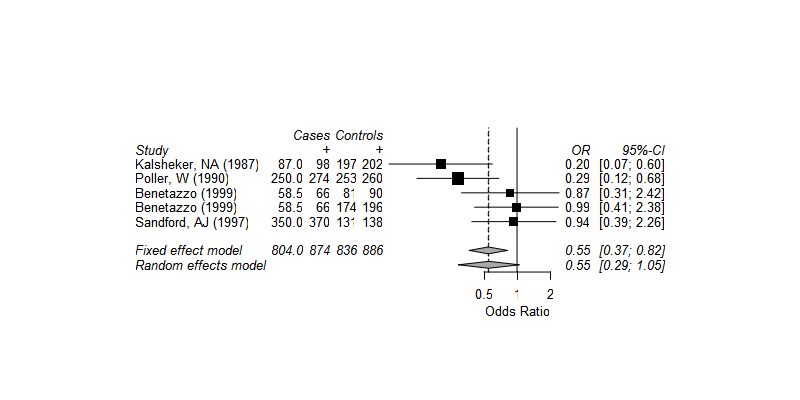 Cases Controls
Study + + OR 95%-CI
Kalsheker, NA (1987) 87.0 98 197 202 0.20 [0.07; 0.60]
Poller, W (1990) 250.0 274 253 260 0.29 [0.12; 0.68]
Benetazzo (1999) 58.5 66 81 90 0.87 [0.31; 2.42]
Benetazzo (1999) 58.5 66 174 196 0.99 [0.41; 2.38]
Sandford, AJ (1997) 350.0 370 131 138 0.94 [0.39; 2.26]
Fixed effect model 804.0 874 836 886 0.55 [0.37; 0.82]
Random effects model 0.55 [0.29; 1.05]
0.5 1 2
Odds Ratio